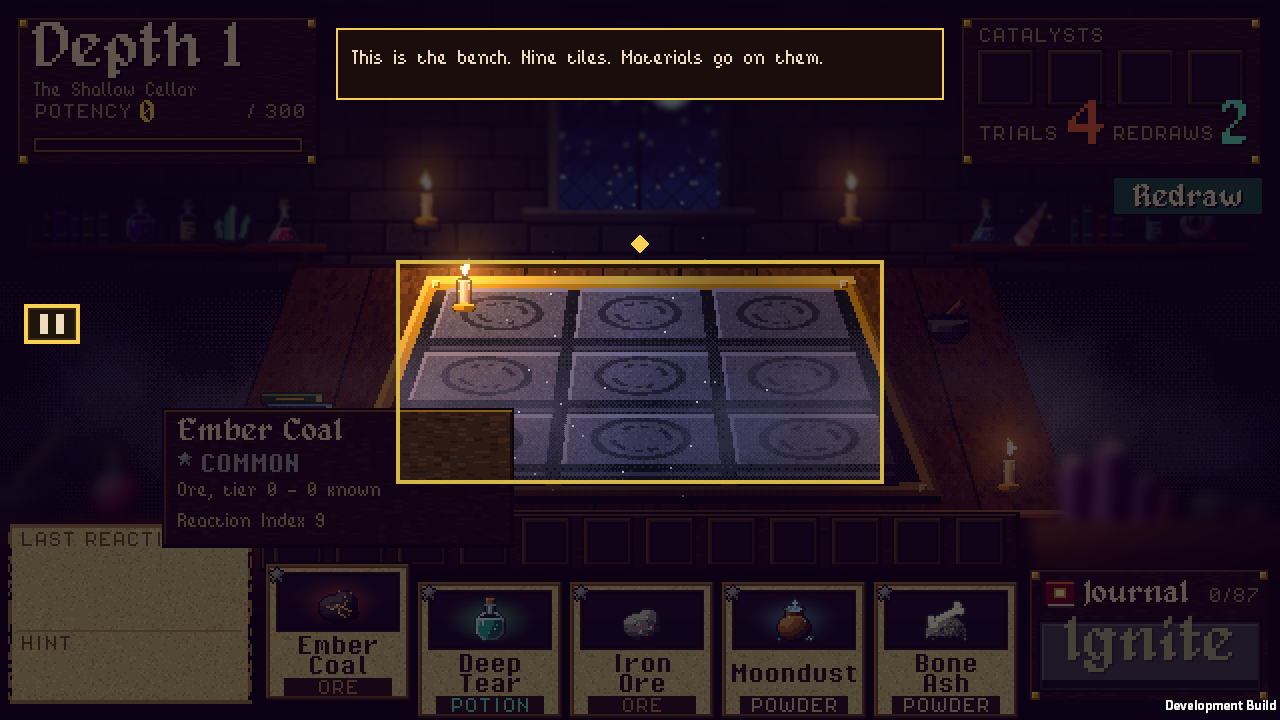 Depth 1
The Shallow Cellar
POTENCY 0 / 300
This is the bench. Nine tiles. Materials go on them.
CATALYSTS
TRIALS 4 REDRAWS 2
Redraw
Ember Coal
COMMON
Ore, tier 0 - 0 known
Reaction Index 9
LAST REACTI
HINT
Ember
Coal
ORE
Deep
Tear
POTION
Iron
Ore
ORE
Moondust
POWDER
Bone
Ash
POWDER
Journal 0/87
Ignite
Development Build